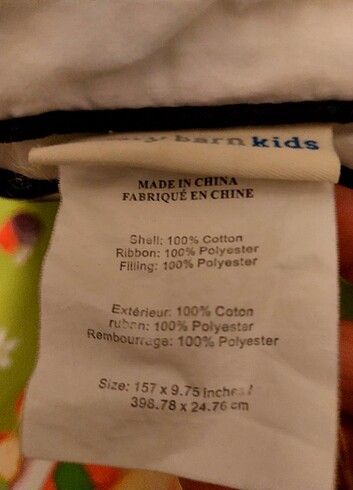 barn kids
MADE IN CHINA
FABRIQUÉ EN CHINE
Shell: 100% Cotton
Ribbon: 100% Polyester
Filling: 100% Polyester
Extérieur: 100% Coton
ruban: 100% Polyester
Rembourrage: 100% Polyester
Size: 157 x 9.75 inches /
398.78 x 24.76 cm